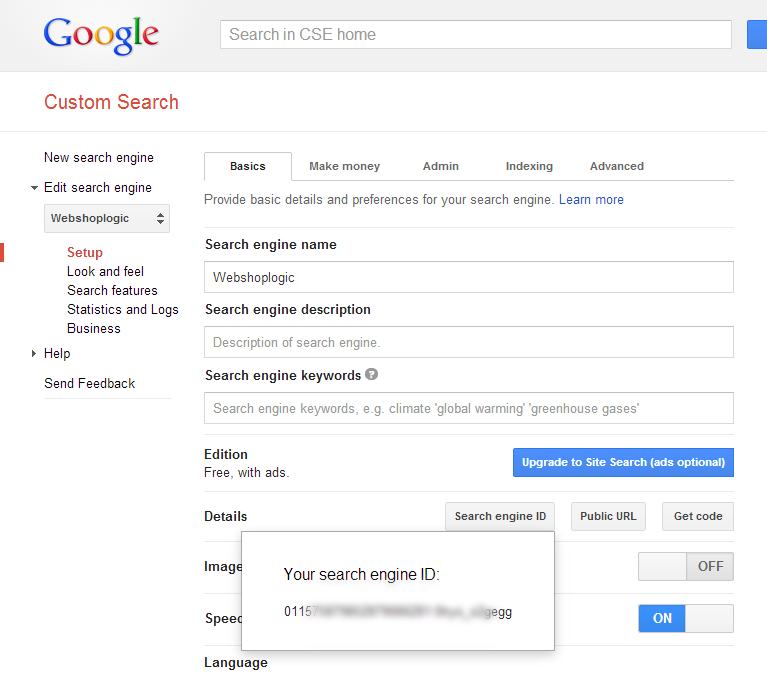 Google
Search in CSE home
Custom Search
New search engine
Edit search engine
Webshoplogic
Setup
Look and feel
Search features
Statistics and Logs
Business
Help
Send Feedback
Basics Make money Admin Indexing Advanced
Provide basic details and preferences for your search engine. Learn more
Search engine name
Webshoplogic
Search engine description
Description of search engine.
Search engine keywords ?
Search engine keywords, e.g. climate 'global warming' 'greenhouse gases'
Edition
Free, with ads.
Upgrade to Site Search (ads optional)
Details Search engine ID Public URL Get code
Image OFF
Your search engine ID:
Speec ON
Language